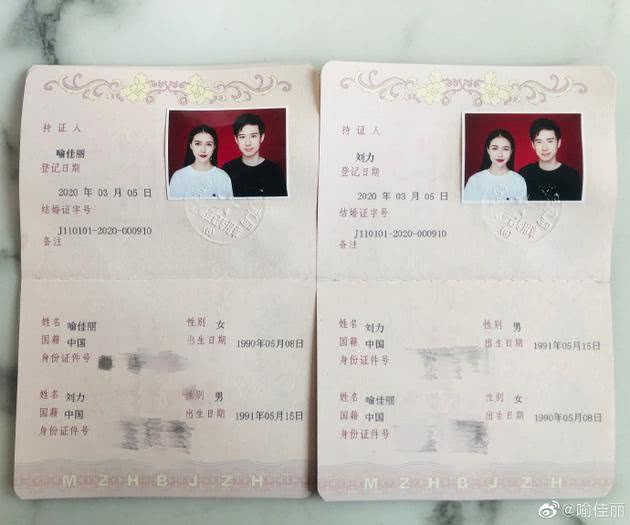 持证人
喻佳丽
登记日期
2020 年 03 月 05 日
结婚证字号
J110101-2020-000910
备注
姓名 喻佳丽 性别 女
国籍 中国 出生日期 1990年05月08日
身份证件号
姓名 刘力 性别 男
国籍 中国 出生日期 1991年05月15日
身份证件号
MZHBJZH
持证人
刘力
登记日期
2020 年 03 月 05 日
结婚证字号
J110101-2020-000910
备注
姓名 刘力 性别 男
国籍 中国 出生日期 1991年05月15日
身份证件号
姓名 喻佳丽 性别 女
国籍 中国 出生日期 1990年05月08日
身份证件号
MZHBJZH
@喻佳丽